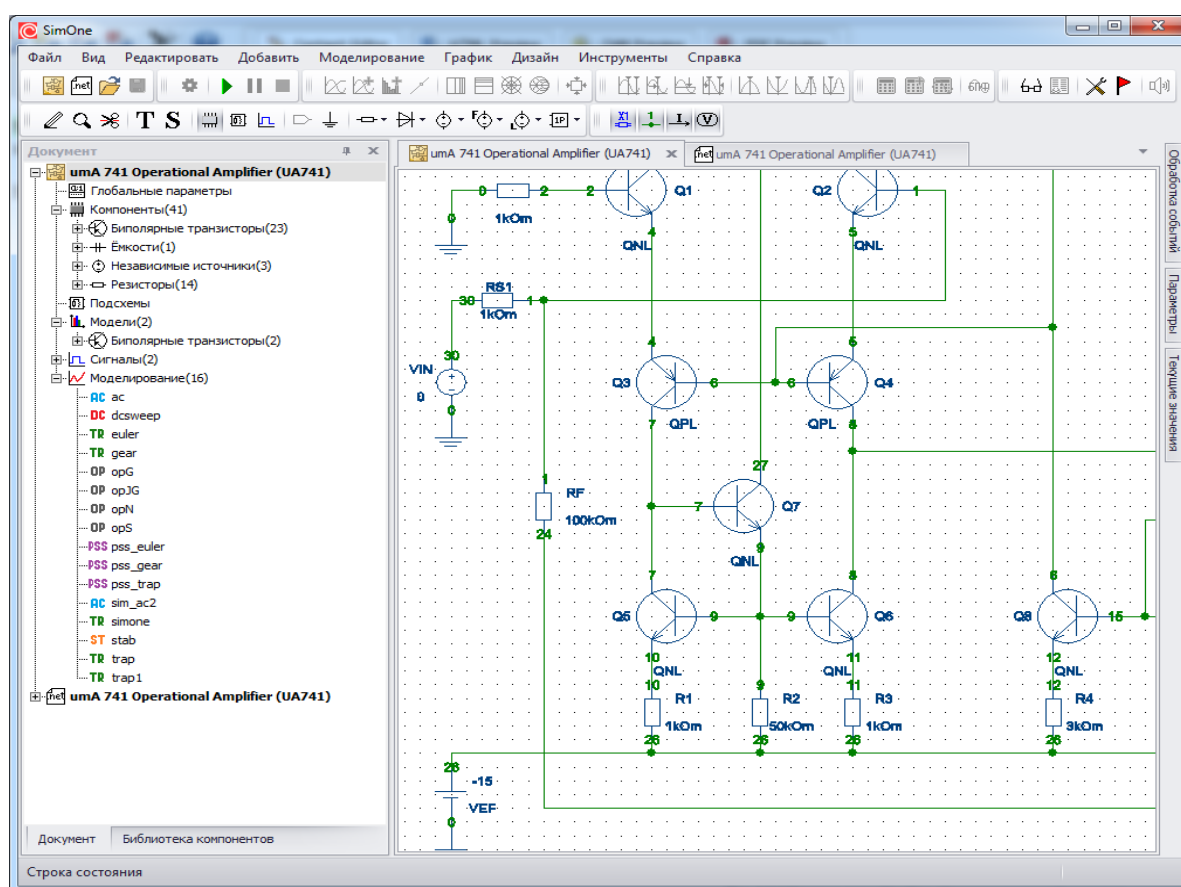 SimOne
Файл Вид Редактировать Добавить Моделирование График Дизайн Инструменты Справка
.net
T S 1P X1 1 I V
Документ
umA 741 Operational Amplifier (UA741)
umA 741 Operational Amplifier (UA741)
umA 741 Operational Amplifier (UA741)
Глобальные параметры
Компоненты(41)
Биполярные транзисторы(23)
Ёмкости(1)
Независимые источники(3)
Резисторы(14)
Подсхемы
Модели(2)
Биполярные транзисторы(2)
Сигналы(2)
Моделирование(16)
AC ac
DC dcsweep
TR euler
TR gear
OP opG
OP opJG
OP opN
OP opS
PSS pss_euler
PSS pss_gear
PSS pss_trap
AC sim_ac2
TR simone
ST stab
TR trap
TR trap1
.net umA 741 Operational Amplifier (UA741)
Документ Библиотека компонентов
Строка состояния
Обработка событий
Параметры
Текущие значения
0 2 2 Q1 Q2 1
0 1kOm 4 5
QNL QNL
RS1
30 1
1kOm
30 4 5
VIN
0
Q3 6 6 Q4
0
7 QPL QPL 8
27
1
RF
7 Q7
100kOm
24
9
QNL
7 8 6
Q5 9 9 Q6 Q8 15
10 11 12
QNL QNL QNL
10 9 11 12
R1 R2 R3 R4
1kOm 50kOm 1kOm 3kOm
26 26 26 26
26
-15
VEF
0